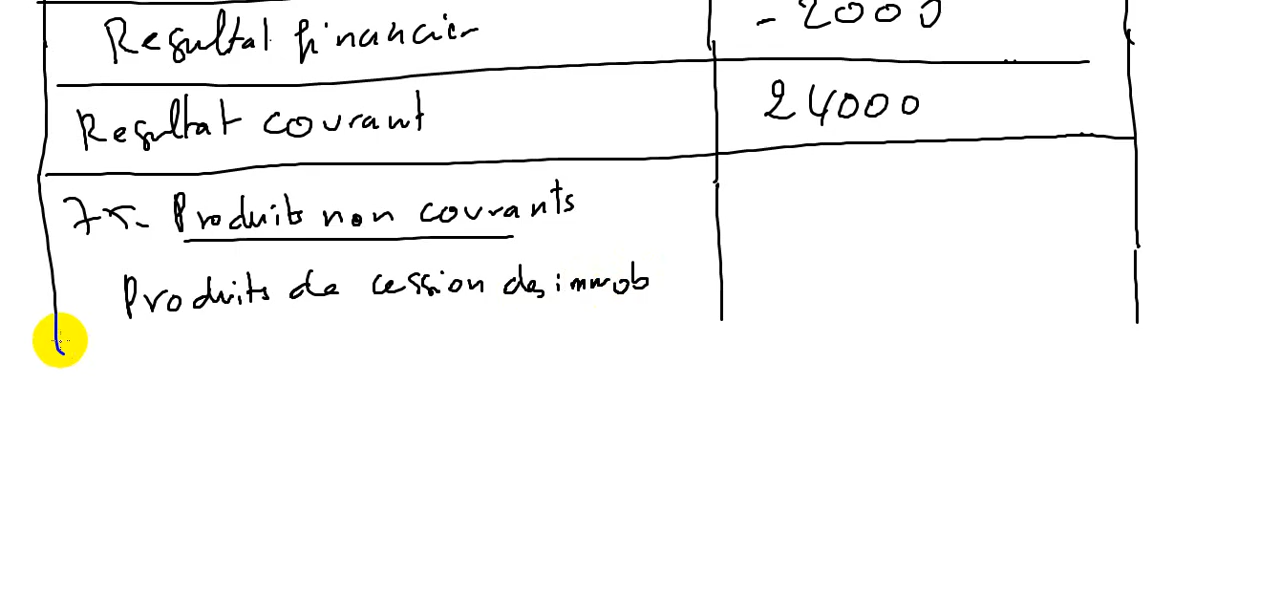 Resultat financier - 2000
Resultat courant 24000
75- Produits non courants
Produits de cession des immob